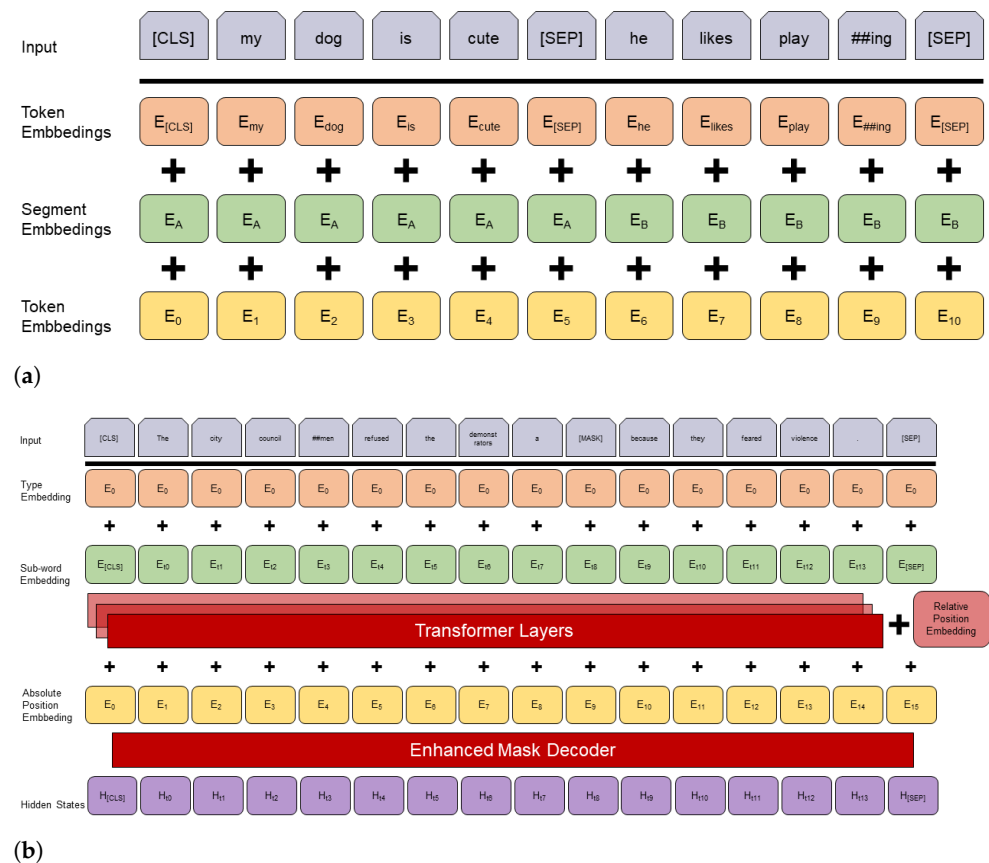 Input [CLS] my dog is cute [SEP] he likes play ##ing [SEP]
Token
Embbedings
E[CLS] Emy Edog Eis Ecute E[SEP] Ehe Elikes Eplay E##ing E[SEP]
+ + + + + + + + + + +
Segment
Embbedings
EA EA EA EA EA EA EB EB EB EB EB
+ + + + + + + + + + +
Token
Embbedings
E0 E1 E2 E3 E4 E5 E6 E7 E8 E9 E10
(a)
Input [CLS] The city council ##men refused the demonst rators a [MASK] because they feared violence . [SEP]
Type
Embedding
E0 E0 E0 E0 E0 E0 E0 E0 E0 E0 E0 E0 E0 E0 E0 E0
+ + + + + + + + + + + + + + + +
Sub-word
Embedding
E[CLS] Et0 Et1 Et2 Et3 Et4 Et5 Et6 Et7 Et8 Et9 Et10 Et11 Et12 Et13 E[SEP]
Transformer Layers +
Relative
Position
Embedding
+ + + + + + + + + + + + + + + +
Absolute
Position
Embeding
E0 E1 E2 E3 E4 E5 E6 E7 E8 E9 E10 E11 E12 E13 E14 E15
Enhanced Mask Decoder
Hidden States H[CLS] Ht0 Ht1 Ht2 Ht3 Ht4 Ht5 Ht6 Ht7 Ht8 Ht9 Ht10 Ht11 Ht12 Ht13 H[SEP]
(b)